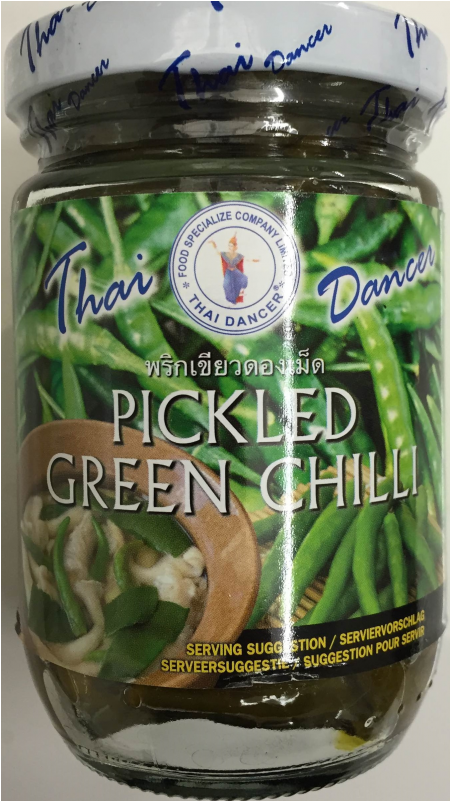 Thai Dancer
Thai Dancer
FOOD SPECIALIZE COMPANY LIMITED
THAI DANCER®
Thai Dancer
พริกเขียวดองเม็ด
PICKLED
GREEN CHILLI
SERVING SUGGESTION / SERVIERVORSCHLAG
SERVEERSUGGESTIE / SUGGESTION POUR SERVIR